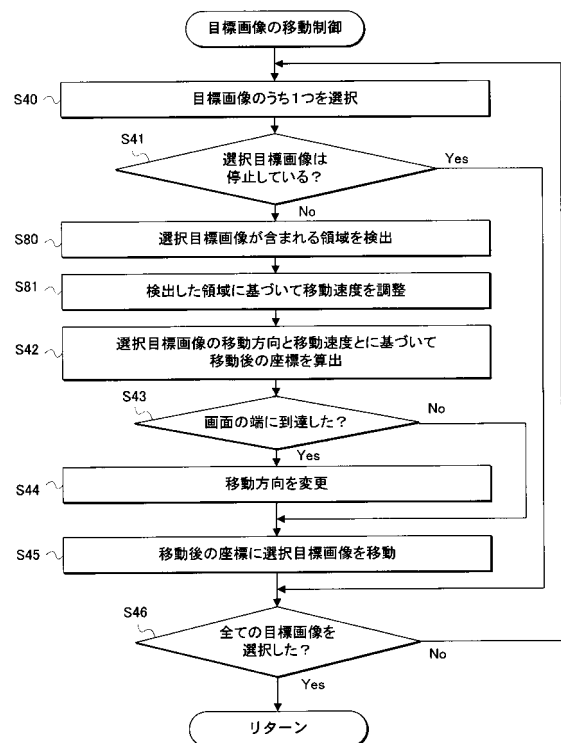 目標画像の移動制御
S40
目標画像のうち1つを選択
S41
選択目標画像は
停止している？
Yes
No
S80
選択目標画像が含まれる領域を検出
S81
検出した領域に基づいて移動速度を調整
S42
選択目標画像の移動方向と移動速度とに基づいて
移動後の座標を算出
S43
画面の端に到達した？
No
Yes
S44
移動方向を変更
S45
移動後の座標に選択目標画像を移動
S46
全ての目標画像を
選択した？
No
Yes
リターン